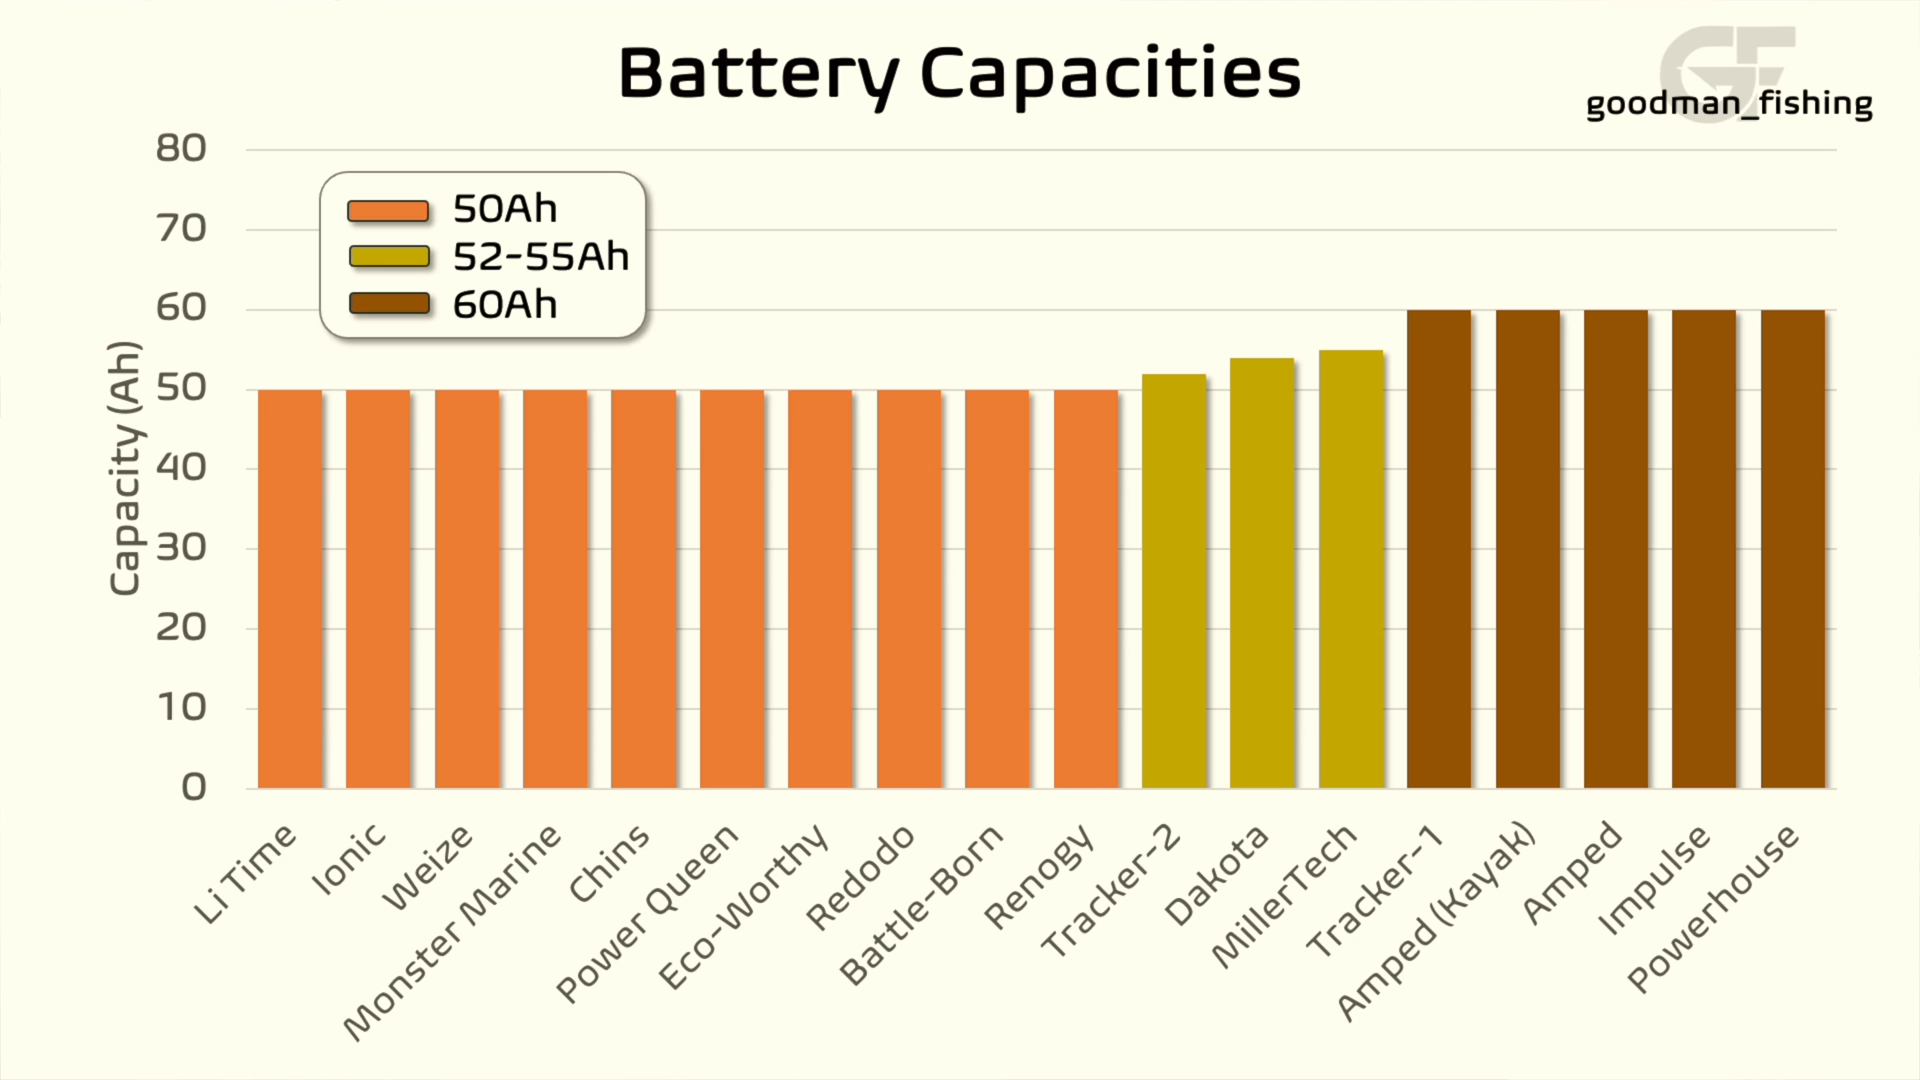 Battery Capacities
GF
goodman_fishing
80
70
60
50
40
30
20
10
0
Capacity (Ah)
50Ah
52-55Ah
60Ah
Li Time
Ionic
Weize
Monster Marine
Chins
Power Queen
Eco-Worthy
Redodo
Battle-Born
Renogy
Tracker-2
Dakota
MillerTech
Tracker-1
Amped (Kayak)
Amped
Impulse
Powerhouse